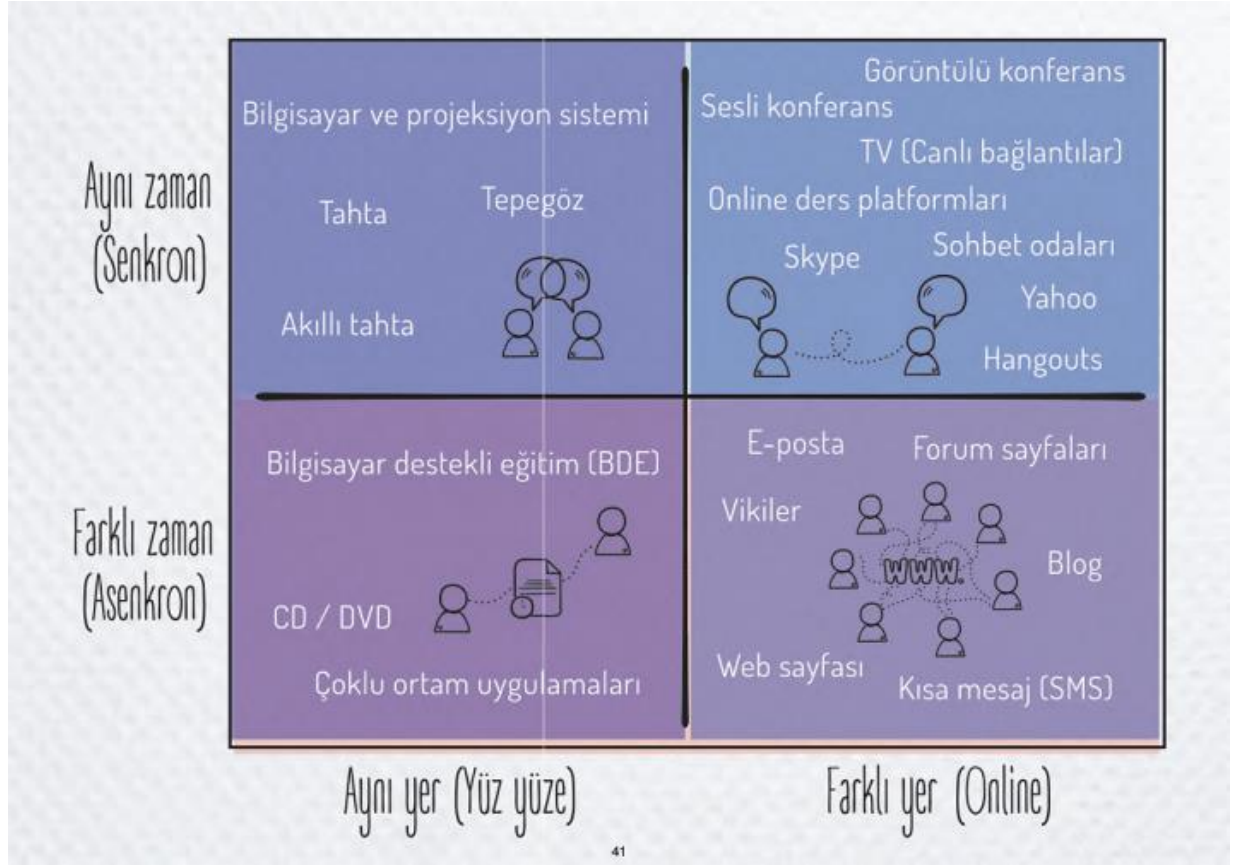 Aynı zaman
(Senkron)
Bilgisayar ve projeksiyon sistemi
Tahta
Tepegöz
Akıllı tahta
Görüntülü konferans
Sesli konferans
TV (Canlı bağlantılar)
Online ders platformları
Skype
Sohbet odaları
Yahoo
Hangouts
Farklı zaman
(Asenkron)
Bilgisayar destekli eğitim (BDE)
CD / DVD
Çoklu ortam uygulamaları
E-posta
Forum sayfaları
Vikiler
www.
Blog
Web sayfası
Kısa mesaj (SMS)
Aynı yer (Yüz yüze)
Farklı yer (Online)
41